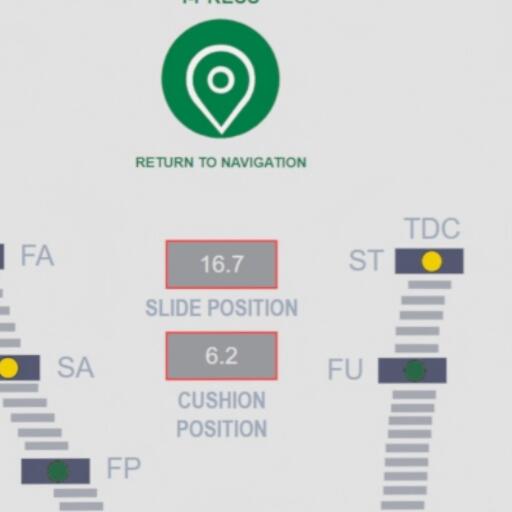 RETURN TO NAVIGATION
TDC
FA
16.7
ST
SLIDE POSITION
6.2
SA
FU
CUSHION
POSITION
FP